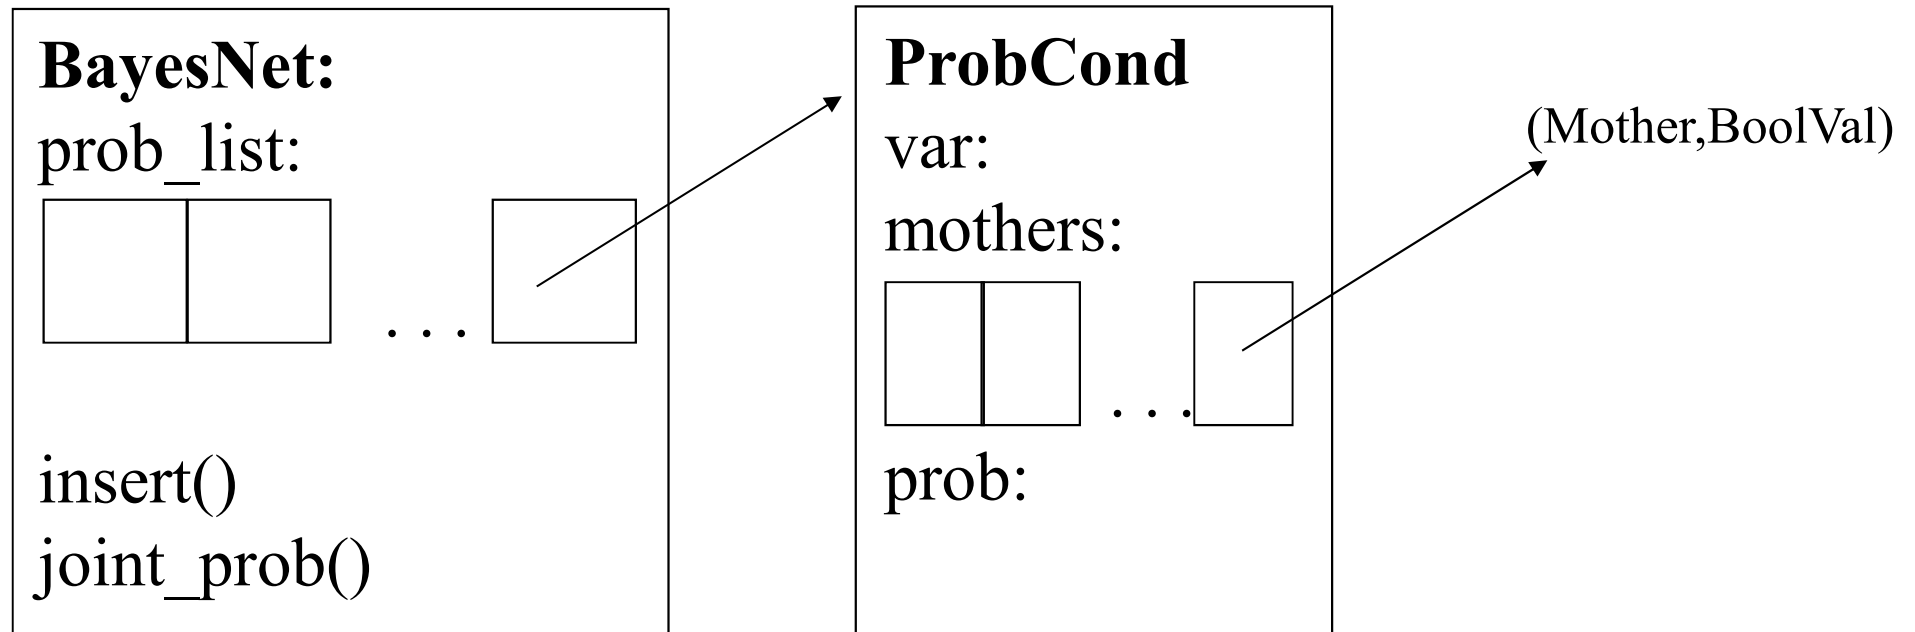 BayesNet:
prob_list:
. . .
insert()
joint_prob()
ProbCond
var:
mothers:
. . .
prob:
(Mother,BoolVal)